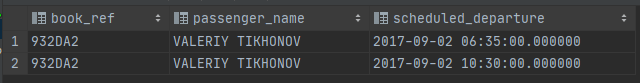 book_ref passenger_name scheduled_departure
1 932DA2 VALERIY TIKHONOV 2017-09-02 06:35:00.000000
2 932DA2 VALERIY TIKHONOV 2017-09-02 10:30:00.000000